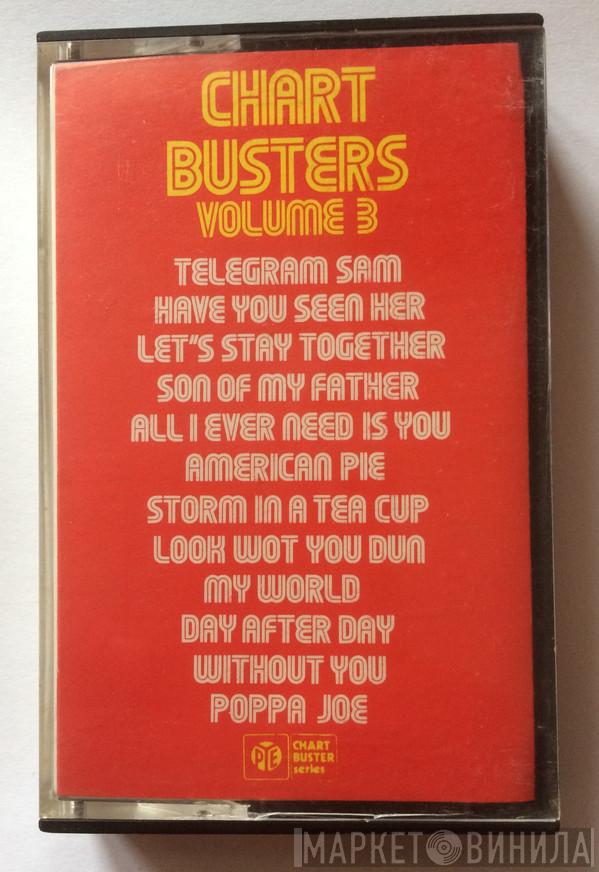 CHART
BUSTERS
VOLUME 3
TELEGRAM SAM
HAVE YOU SEEN HER
LET"S STAY TOGETHER
SON OF MY FATHER
ALL I EVER NEED IS YOU
AMERICAN PIE
STORM IN A TEA CUP
LOOK WOT YOU DUN
MY WORLD
DAY AFTER DAY
WITHOUT YOU
POPPA JOE
PYE
CHART
BUSTER
series
МАРКЕТ ВИНИЛА